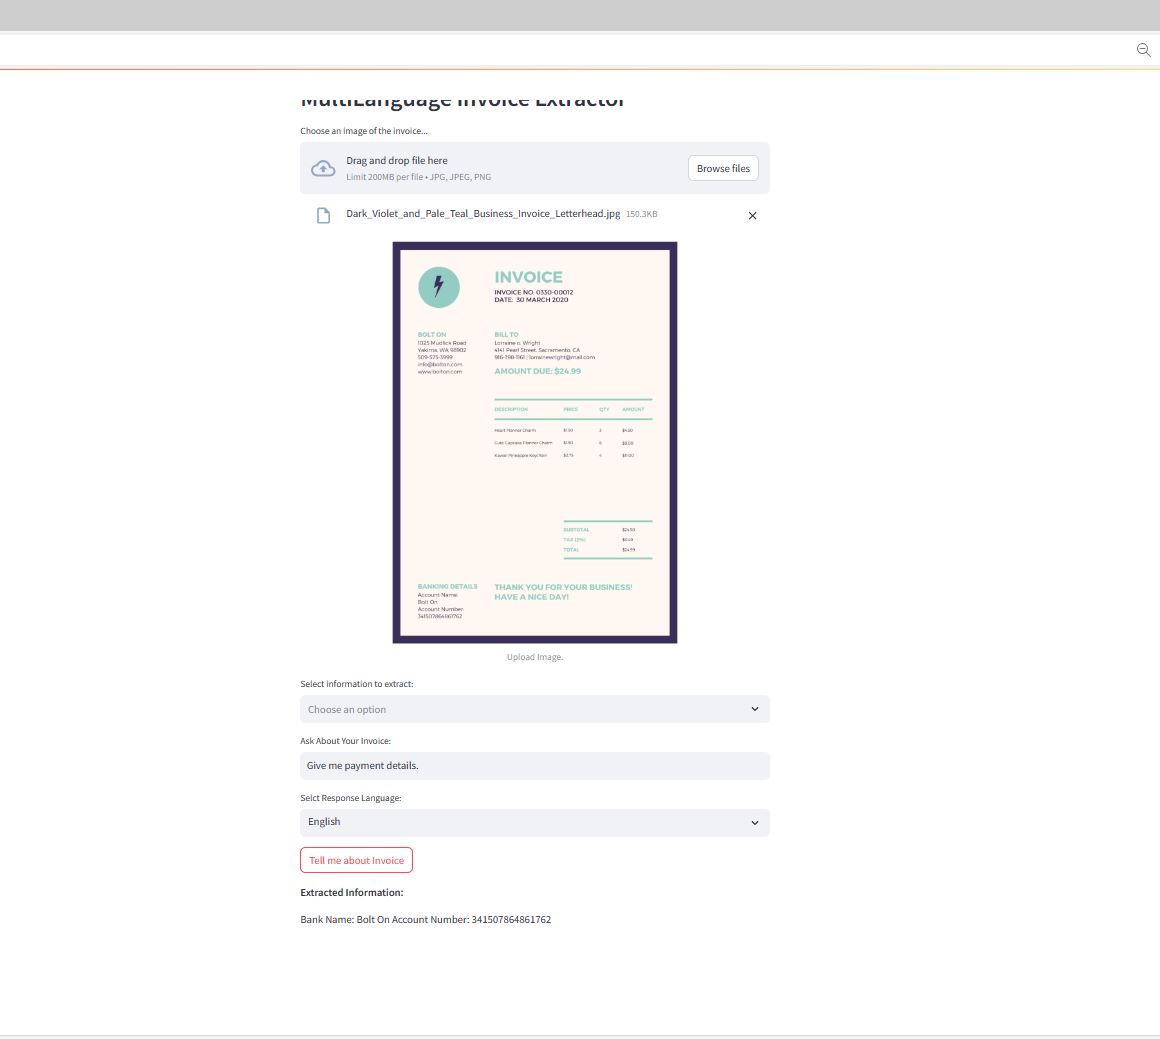 MultiLanguage Invoice Extractor
Choose an image of the invoice...
Drag and drop file here
Limit 200MB per file • JPG, JPEG, PNG
Browse files
Dark_Violet_and_Pale_Teal_Business_Invoice_Letterhead.jpg 150.3KB
INVOICE
INVOICE NO: 0330-00012
DATE: 30 MARCH 2020
BOLT ON
1025 Mudlick Road
Yakima, WA 98902
509-575-3999
info@bolton.com
www.bolton.com
BILL TO
Lorraine o. Wright
4141 Pearl Street, Sacramento, CA
916-398-1961 | lorrainewright@mail.com
AMOUNT DUE: $24.99
DESCRIPTION PRICE QTY AMOUNT
Heart Planner Charm $1.50 3 $4.50
Cute Cupcake Planner Charm $1.50 6 $9.00
Kawaii Pineapple Keychain $2.75 4 $11.00
SUBTOTAL $24.50
TAX (2%) $0.49
TOTAL $24.99
BANKING DETAILS
Account Name:
Bolt On
Account Number:
341507864861762
THANK YOU FOR YOUR BUSINESS!
HAVE A NICE DAY!
Upload Image.
Select information to extract:
Choose an option
Ask About Your Invoice:
Give me payment details.
Selct Response Language:
English
Tell me about Invoice
Extracted Information:
Bank Name: Bolt On Account Number: 341507864861762